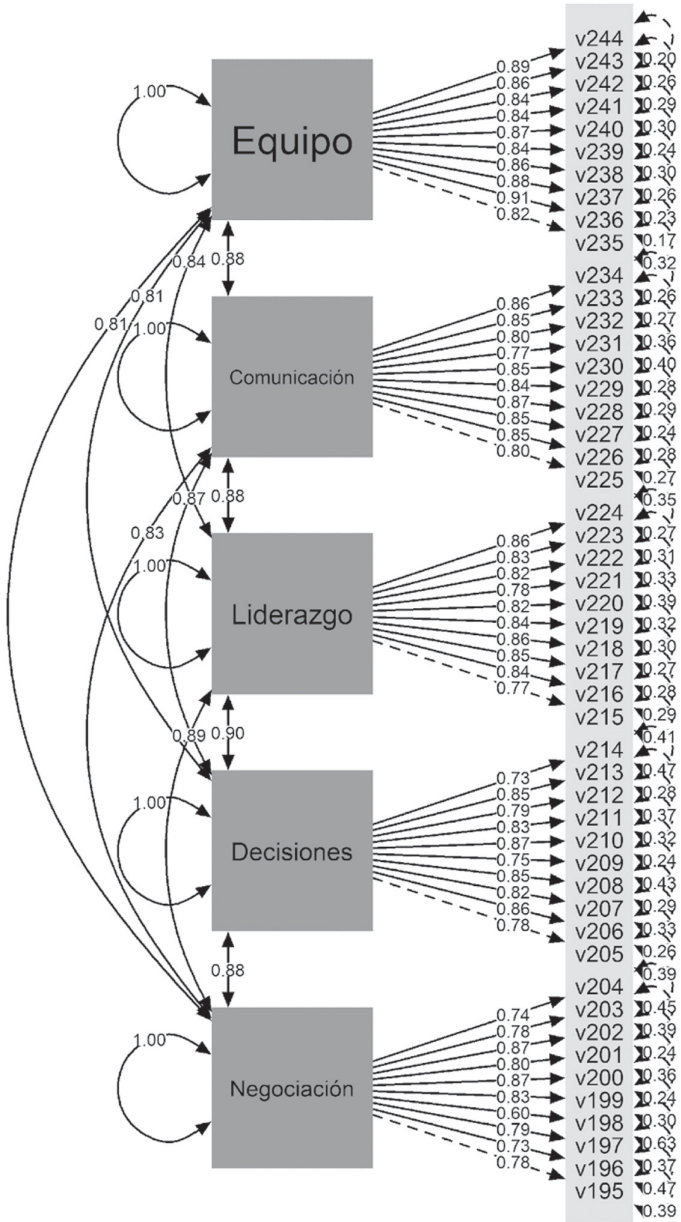 v244
0.89 v243 0.20
0.86 v242 0.26
1.00 0.84 v241 0.29
0.84 v240 0.30
Equipo 0.87 v239 0.24
0.84 v238 0.30
0.86 v237 0.26
0.88 v236 0.23
0.91 v235 0.17
0.82
0.84 0.88 0.32
v234
0.81 0.86 v233 0.26
0.81 1.00 0.85 v232 0.27
0.80 v231 0.36
0.77 v230 0.40
Comunicación 0.85 v229 0.28
0.84 v228 0.29
0.87 v227 0.24
0.85 v226 0.28
0.85 v225 0.27
0.80
0.87 0.88 0.35
v224
0.83 0.86 v223 0.27
1.00 0.83 v222 0.31
0.82 v221 0.33
0.78 v220 0.39
Liderazgo 0.82 v219 0.32
0.84 v218 0.30
0.86 v217 0.27
0.85 v216 0.28
0.84 v215 0.29
0.77
0.89 0.90 0.41
v214
0.73 v213 0.47
1.00 0.85 v212 0.28
0.79 v211 0.37
0.83 v210 0.32
Decisiones 0.87 v209 0.24
0.75 v208 0.43
0.85 v207 0.29
0.82 v206 0.33
0.86 v205 0.26
0.78
0.88 0.39
v204
0.74 v203 0.45
1.00 0.78 v202 0.39
0.87 v201 0.24
0.80 v200 0.36
Negociación 0.87 v199 0.24
0.83 v198 0.30
0.60 v197 0.63
0.79 v196 0.37
0.73 v195 0.47
0.78
0.39